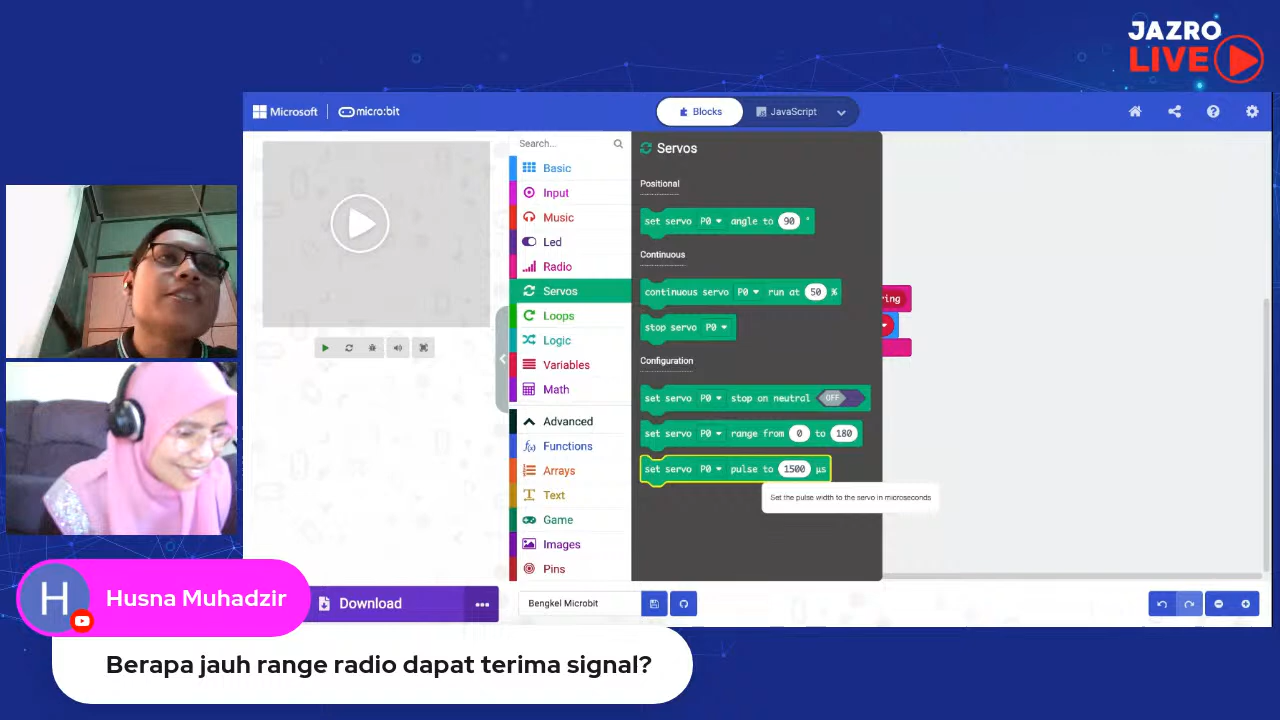 JAZRO
LIVE
Microsoft
micro:bit
Blocks
JavaScript
Search...
Basic
Input
Music
Led
Radio
Servos
Loops
Logic
Variables
Math
Advanced
Functions
Arrays
Text
Game
Images
Pins
Servos
Positional
set servo P0 angle to 90 °
Continuous
continuous servo P0 run at 50 %
stop servo P0
Configuration
set servo P0 stop on neutral OFF
set servo P0 range from 0 to 180
set servo P0 pulse to 1500 µs
Set the pulse width to the servo in microseconds
Download
Bengkel Microbit
H
Husna Muhadzir
Berapa jauh range radio dapat terima signal?